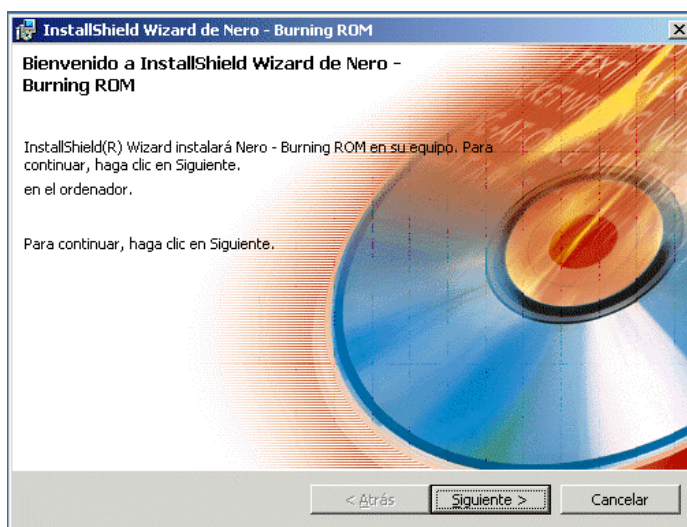 InstallShield Wizard de Nero - Burning ROM
Bienvenido a InstallShield Wizard de Nero -
Burning ROM
InstallShield(R) Wizard instalará Nero - Burning ROM en su equipo. Para
continuar, haga clic en Siguiente.
en el ordenador.
Para continuar, haga clic en Siguiente.
< Atrás
Siguiente >
Cancelar